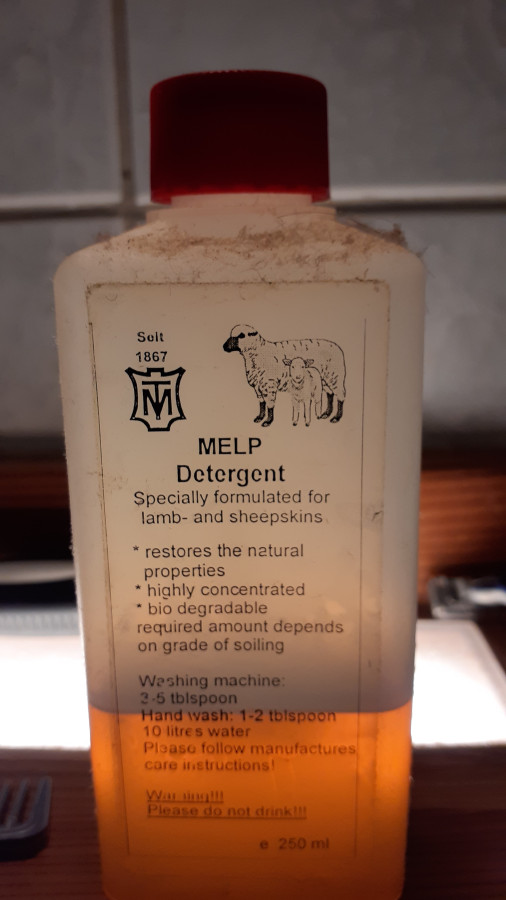 Seit
1867
TM
MELP
Detergent
Specially formulated for
lamb- and sheepskins
* restores the natural
properties
* highly concentrated
* bio degradable
required amount depends
on grade of soiling
Washing machine:
3-5 tblspoon
Hand wash: 1-2 tblspoon
10 litres water
Please follow manufactures
care instructions!
Warning!!!
Please do not drink!!!
e 250 ml